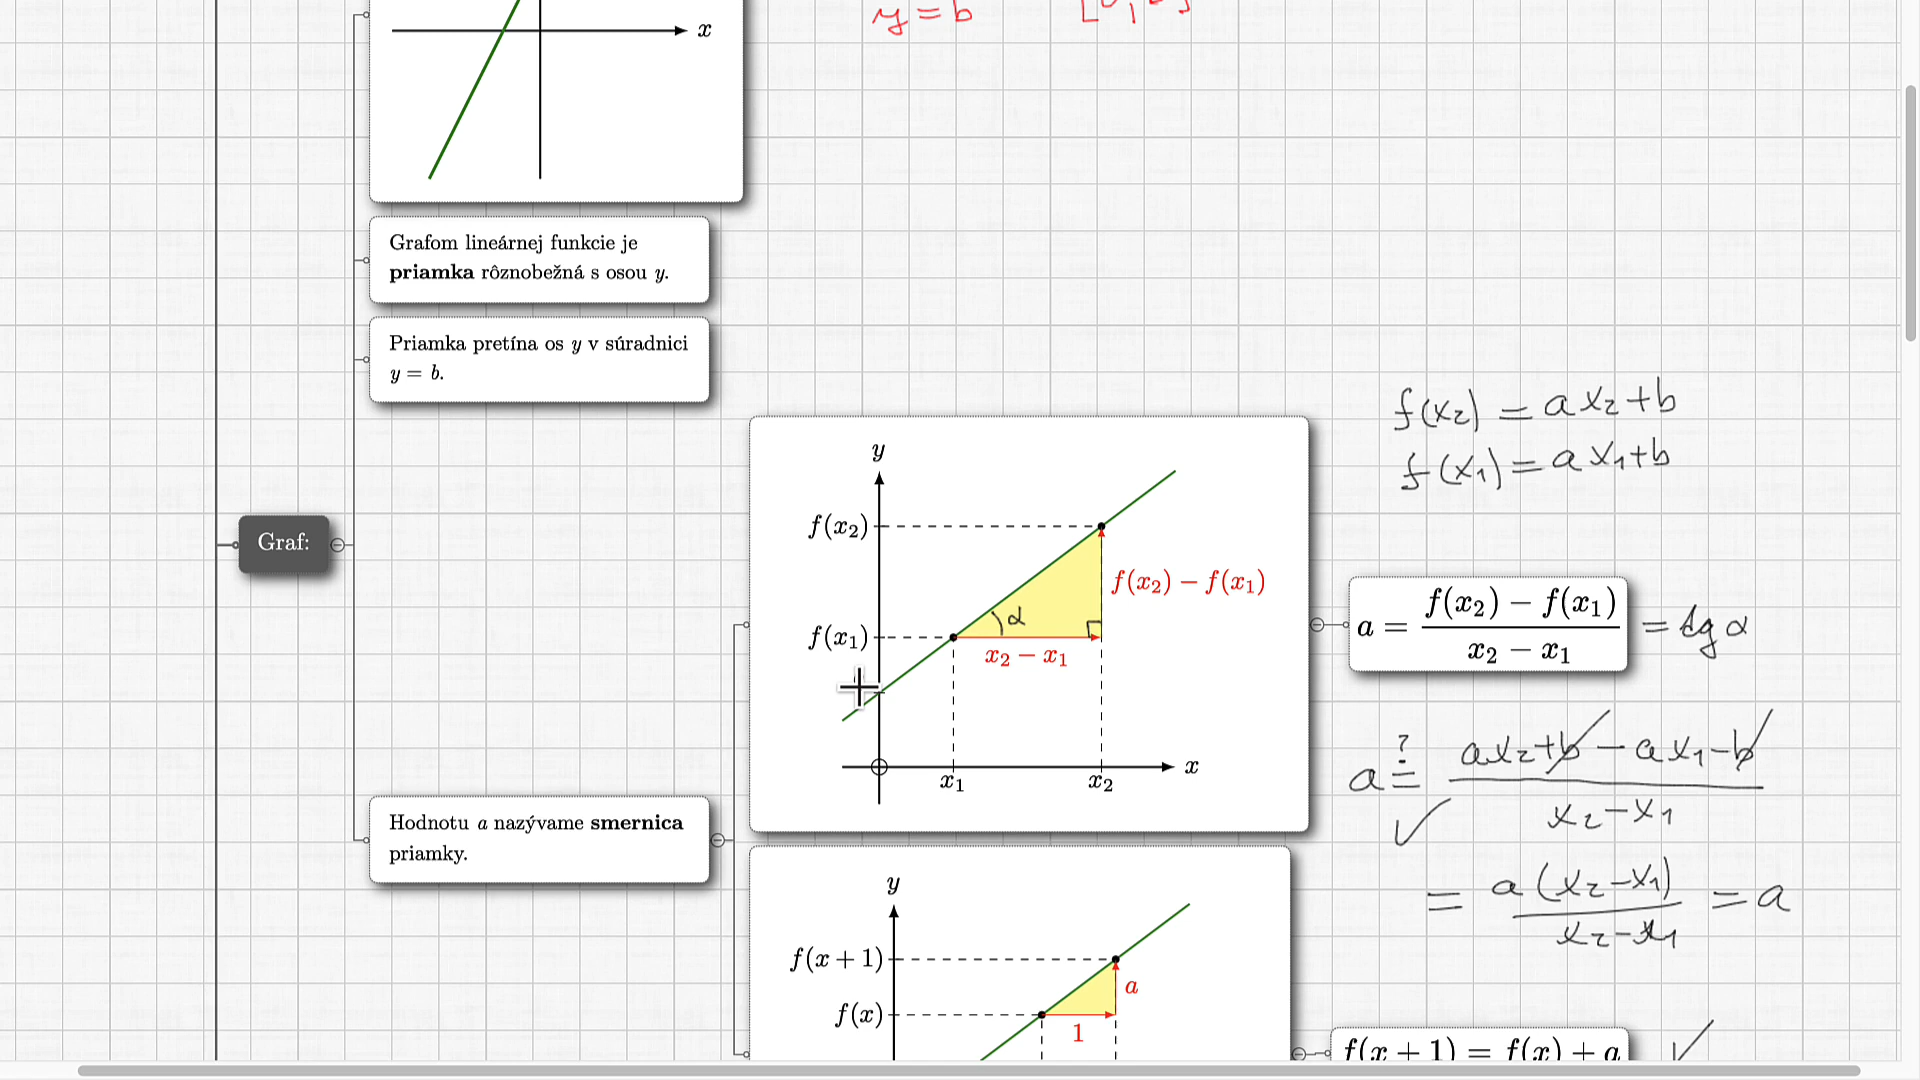 y = b
x
Grafom lineárnej funkcie je
priamka rôznobežná s osou y.
Priamka pretína os y v súradnici
y = b.
Graf:
Hodnotu a nazývame smernica
priamky.
y
f(x₂)
f(x₂) − f(x₁)
α
f(x₁)
x₂ − x₁
x₁
x₂
x
f(x₂) = ax₂+b
f(x₁) = ax₁+b
a = (f(x₂) − f(x₁))/(x₂ − x₁) = tg α
a ?= (ax₂+b − ax₁−b)/(x₂−x₁)
✓
= a(x₂−x₁)/(x₂−x₁) = a
y
f(x + 1)
a
f(x)
1
f(x + 1) = f(x) + a
✓